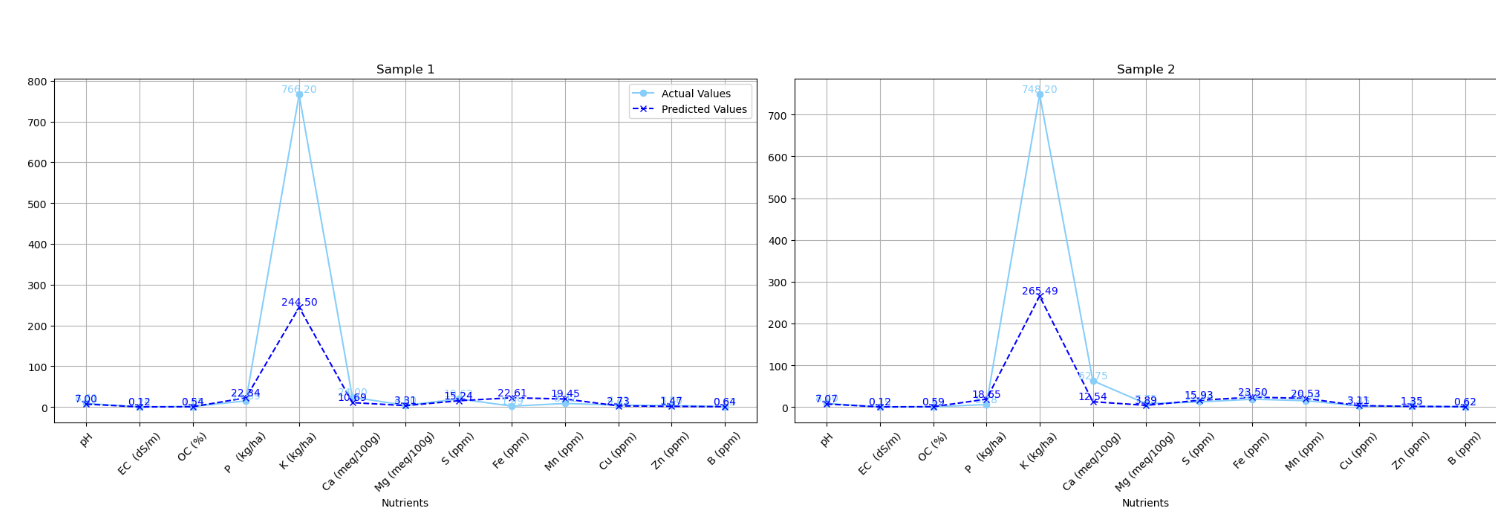 Sample 1
Actual Values
Predicted Values
800
700
600
500
400
300
200
100
0
766.20
244.50
7.00
0.12
0.54
22.84
10.69
3.31
15.24
22.61
19.45
2.73
1.47
0.64
pH
EC (dS/m)
OC (%)
P (kg/ha)
K (kg/ha)
Ca (meq/100g)
Mg (meq/100g)
S (ppm)
Fe (ppm)
Mn (ppm)
Cu (ppm)
Zn (ppm)
B (ppm)
Nutrients
Sample 2
700
600
500
400
300
200
100
0
748.20
265.49
62.75
7.07
0.12
0.59
18.65
12.54
3.89
15.93
23.50
20.53
3.11
1.35
0.62
pH
EC (dS/m)
OC (%)
P (kg/ha)
K (kg/ha)
Ca (meq/100g)
Mg (meq/100g)
S (ppm)
Fe (ppm)
Mn (ppm)
Cu (ppm)
Zn (ppm)
B (ppm)
Nutrients